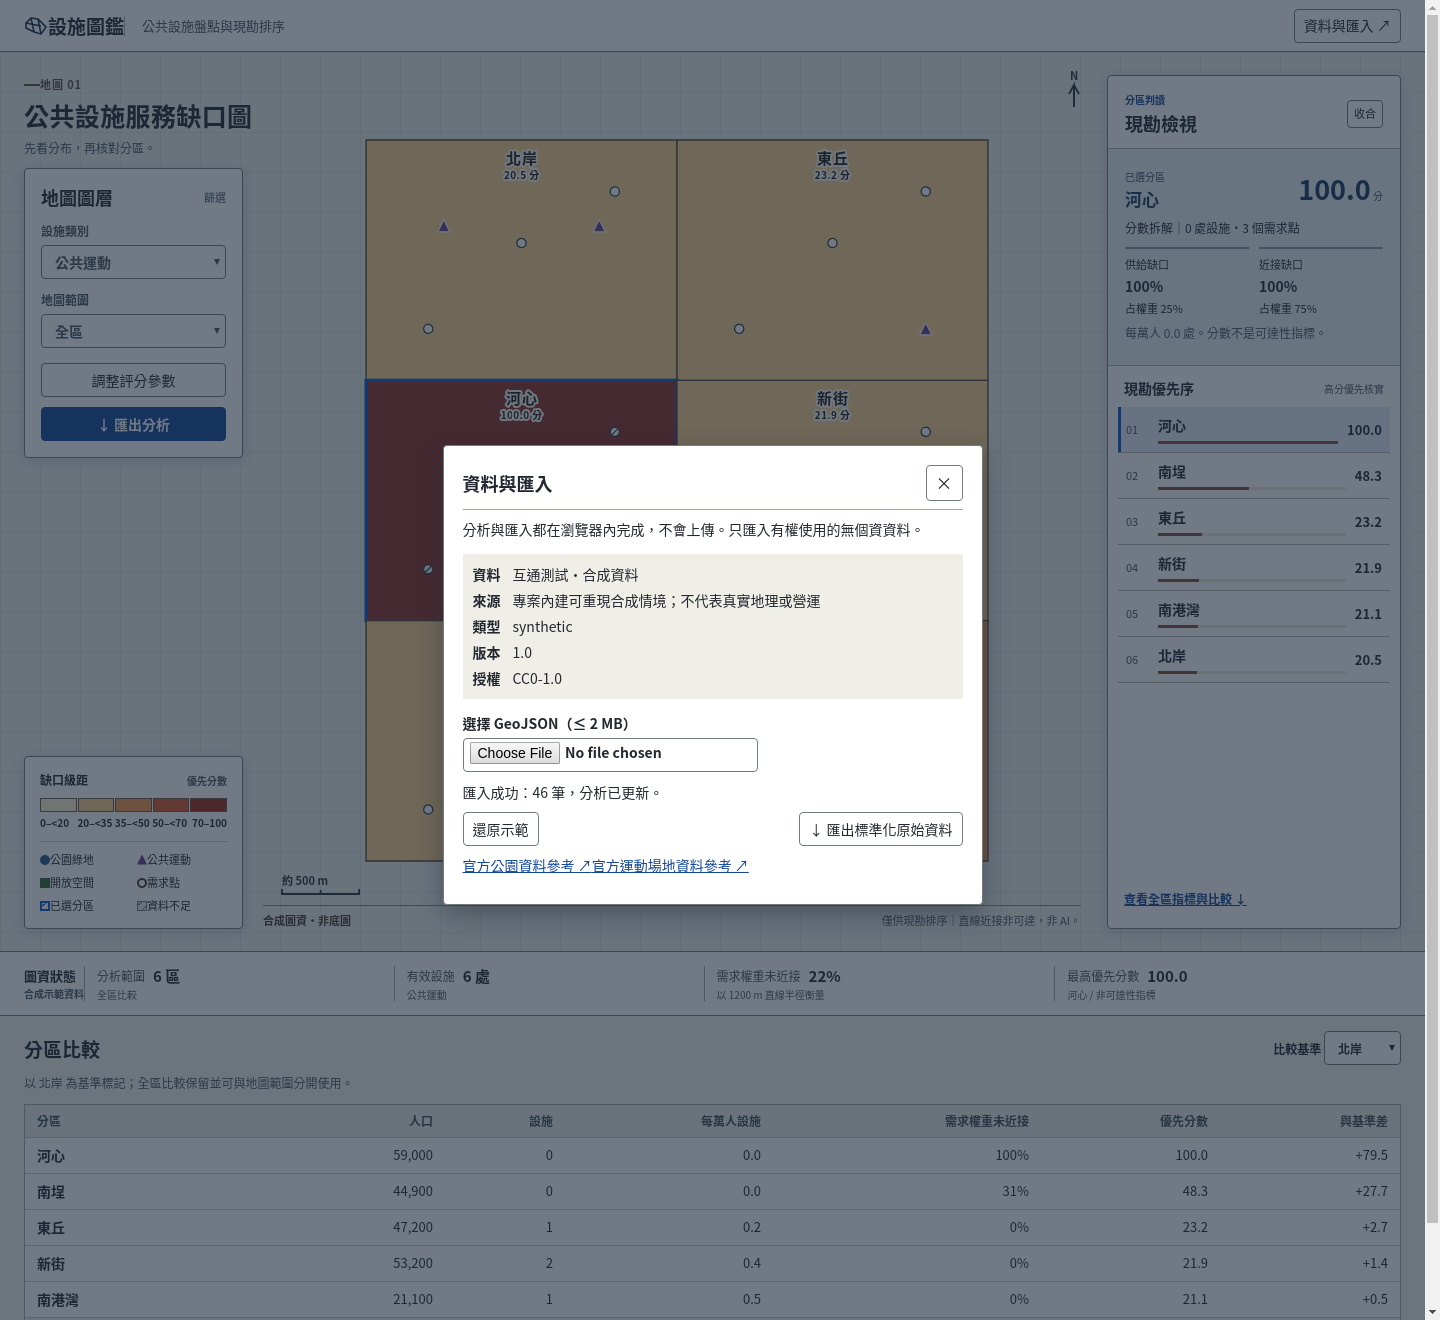 設施圖鑑
公共設施盤點與現勘排序
資料與匯入 ↗
地圖 01
公共設施服務缺口圖
先看分布，再核對分區。
地圖圖層
篩選
設施類別
公共運動
地圖範圍
全區
調整評分參數
↓ 匯出分析
N
北岸
20.5 分
東丘
23.2 分
河心
100.0 分
新街
21.9 分
分區判讀
現勘檢視
收合
已選分區
河心
100.0 分
分數拆解｜0 處設施・3 個需求點
供給缺口
100%
占權重 25%
近接缺口
100%
占權重 75%
每萬人 0.0 處。分數不是可達性指標。
現勘優先序
高分優先核實
01 河心 100.0
02 南埕 48.3
03 東丘 23.2
04 新街 21.9
05 南港灣 21.1
06 北岸 20.5
查看全區指標與比較 ↓
資料與匯入
×
分析與匯入都在瀏覽器內完成，不會上傳。只匯入有權使用的無個資資料。
資料 互通測試・合成資料
來源 專案內建可重現合成情境；不代表真實地理或營運
類型 synthetic
版本 1.0
授權 CC0-1.0
選擇 GeoJSON（≤ 2 MB）
Choose File No file chosen
匯入成功：46 筆，分析已更新。
還原示範
↓ 匯出標準化原始資料
官方公園資料參考 ↗官方運動場地資料參考 ↗
缺口級距
優先分數
0–<20 20–<35 35–<50 50–<70 70–100
公園綠地
公共運動
開放空間
需求點
已選分區
資料不足
約 500 m
合成圖資・非底圖
僅供現勘排序｜直線近接非可達，非 AI。
圖資狀態
合成示範資料
分析範圍 6 區
全區比較
有效設施 6 處
公共運動
需求權重未近接 22%
以 1200 m 直線半徑衡量
最高優先分數 100.0
河心 / 非可達性指標
分區比較
比較基準 北岸
以 北岸 為基準標記；全區比較保留並可與地圖範圍分開使用。
分區 人口 設施 每萬人設施 需求權重未近接 優先分數 與基準差
河心 59,000 0 0.0 100% 100.0 +79.5
南埕 44,900 0 0.0 31% 48.3 +27.7
東丘 47,200 1 0.2 0% 23.2 +2.7
新街 53,200 2 0.4 0% 21.9 +1.4
南港灣 21,100 1 0.5 0% 21.1 +0.5